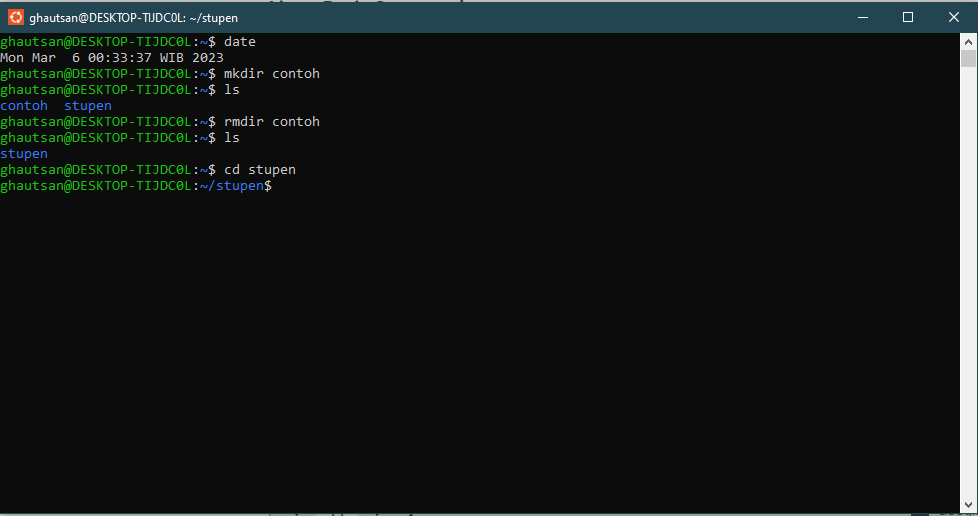 ghautsan@DESKTOP-TIJDC0L: ~/stupen
ghautsan@DESKTOP-TIJDC0L:~$ date
Mon Mar  6 00:33:37 WIB 2023
ghautsan@DESKTOP-TIJDC0L:~$ mkdir contoh
ghautsan@DESKTOP-TIJDC0L:~$ ls
contoh  stupen
ghautsan@DESKTOP-TIJDC0L:~$ rmdir contoh
ghautsan@DESKTOP-TIJDC0L:~$ ls
stupen
ghautsan@DESKTOP-TIJDC0L:~$ cd stupen
ghautsan@DESKTOP-TIJDC0L:~/stupen$